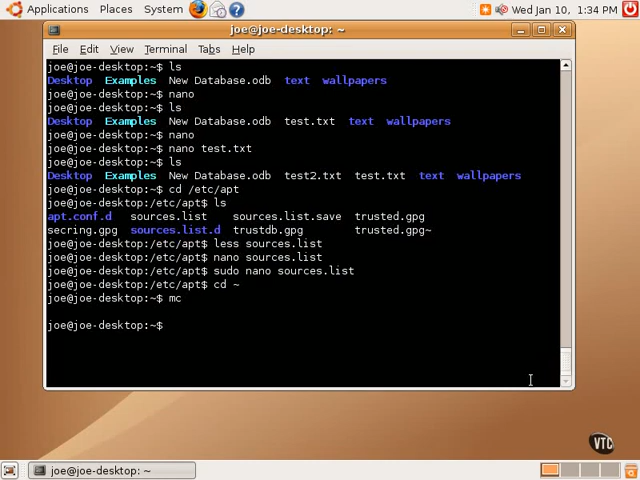 Applications Places System Wed Jan 10, 1:34 PM
joe@joe-desktop: ~
File Edit View Terminal Tabs Help
joe@joe-desktop:~$ ls
Desktop Examples New Database.odb text wallpapers
joe@joe-desktop:~$ nano
joe@joe-desktop:~$ ls
Desktop Examples New Database.odb test.txt text wallpapers
joe@joe-desktop:~$ nano
joe@joe-desktop:~$ nano test.txt
joe@joe-desktop:~$ ls
Desktop Examples New Database.odb test2.txt test.txt text wallpapers
joe@joe-desktop:~$ cd /etc/apt
joe@joe-desktop:/etc/apt$ ls
apt.conf.d sources.list sources.list.save trusted.gpg
secring.gpg sources.list.d trustdb.gpg trusted.gpg~
joe@joe-desktop:/etc/apt$ less sources.list
joe@joe-desktop:/etc/apt$ nano sources.list
joe@joe-desktop:/etc/apt$ sudo nano sources.list
joe@joe-desktop:/etc/apt$ cd ~
joe@joe-desktop:~$ mc
joe@joe-desktop:~$
VTC
joe@joe-desktop: ~